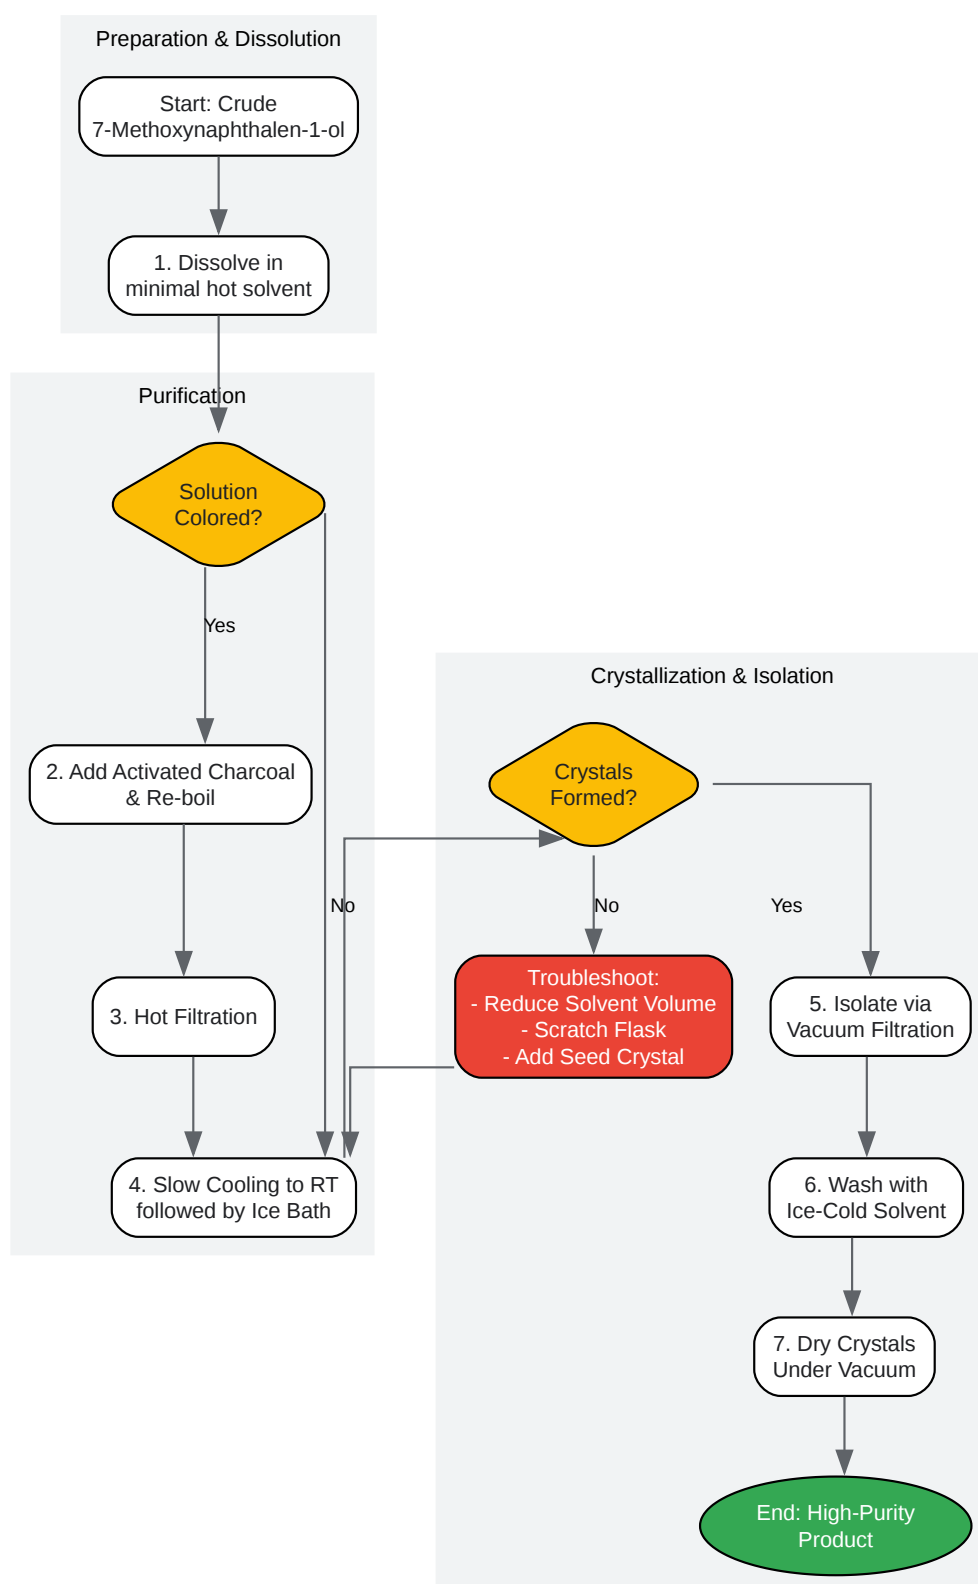 Preparation & Dissolution
Start: Crude
7-Methoxynaphthalen-1-ol
1. Dissolve in
minimal hot solvent
Purification
Solution
Colored?
Yes
No
2. Add Activated Charcoal
& Re-boil
3. Hot Filtration
4. Slow Cooling to RT
followed by Ice Bath
Crystallization & Isolation
Crystals
Formed?
No
Yes
Troubleshoot:
- Reduce Solvent Volume
- Scratch Flask
- Add Seed Crystal
5. Isolate via
Vacuum Filtration
6. Wash with
Ice-Cold Solvent
7. Dry Crystals
Under Vacuum
End: High-Purity
Product